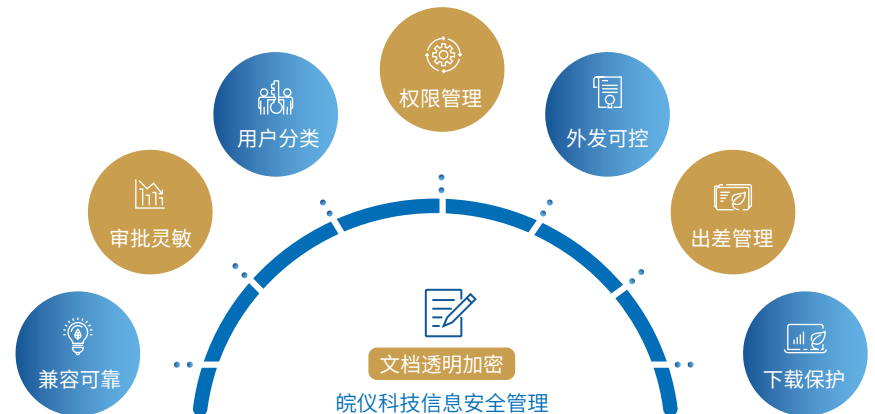 权限管理
用户分类
外发可控
审批灵敏
出差管理
兼容可靠
下载保护
文档透明加密
皖仪科技信息安全管理